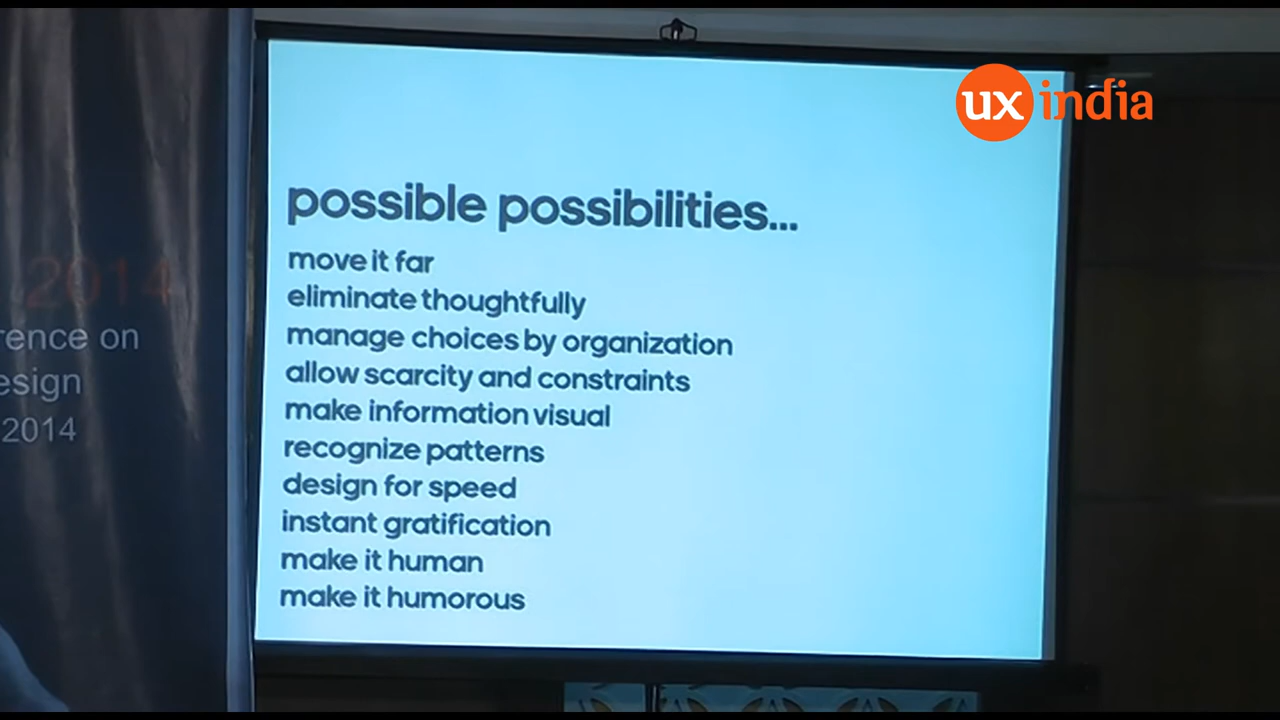 ux india
possible possibilities...
move it far
eliminate thoughtfully
manage choices by organization
allow scarcity and constraints
make information visual
recognize patterns
design for speed
instant gratification
make it human
make it humorous
2014
rence on
esign
2014